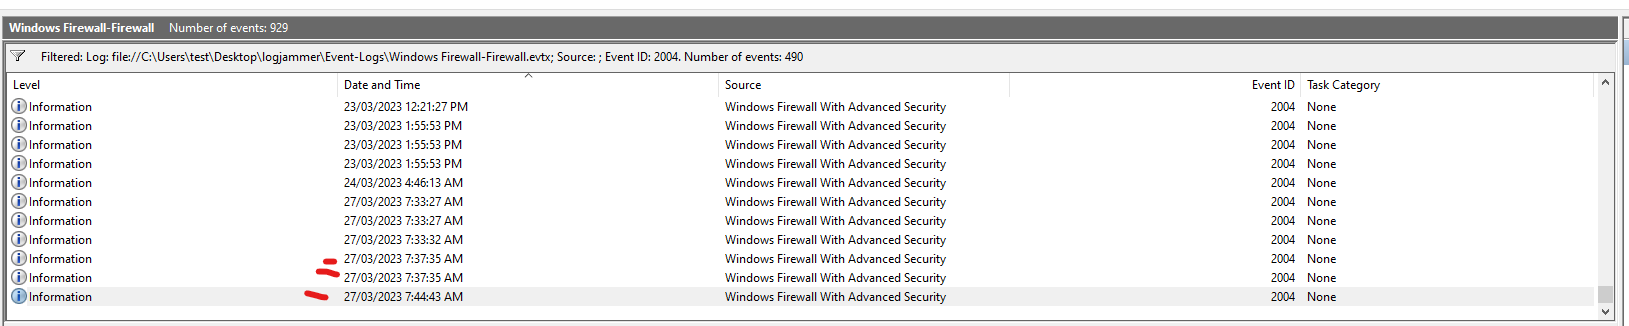 Windows Firewall-Firewall Number of events: 929
Filtered: Log: file://C:\Users\test\Desktop\logjammer\Event-Logs\Windows Firewall-Firewall.evtx; Source: ; Event ID: 2004. Number of events: 490
Level Date and Time Source Event ID Task Category
Information 23/03/2023 12:21:27 PM Windows Firewall With Advanced Security 2004 None
Information 23/03/2023 1:55:53 PM Windows Firewall With Advanced Security 2004 None
Information 23/03/2023 1:55:53 PM Windows Firewall With Advanced Security 2004 None
Information 23/03/2023 1:55:53 PM Windows Firewall With Advanced Security 2004 None
Information 24/03/2023 4:46:13 AM Windows Firewall With Advanced Security 2004 None
Information 27/03/2023 7:33:27 AM Windows Firewall With Advanced Security 2004 None
Information 27/03/2023 7:33:27 AM Windows Firewall With Advanced Security 2004 None
Information 27/03/2023 7:33:32 AM Windows Firewall With Advanced Security 2004 None
Information 27/03/2023 7:37:35 AM Windows Firewall With Advanced Security 2004 None
Information 27/03/2023 7:37:35 AM Windows Firewall With Advanced Security 2004 None
Information 27/03/2023 7:44:43 AM Windows Firewall With Advanced Security 2004 None